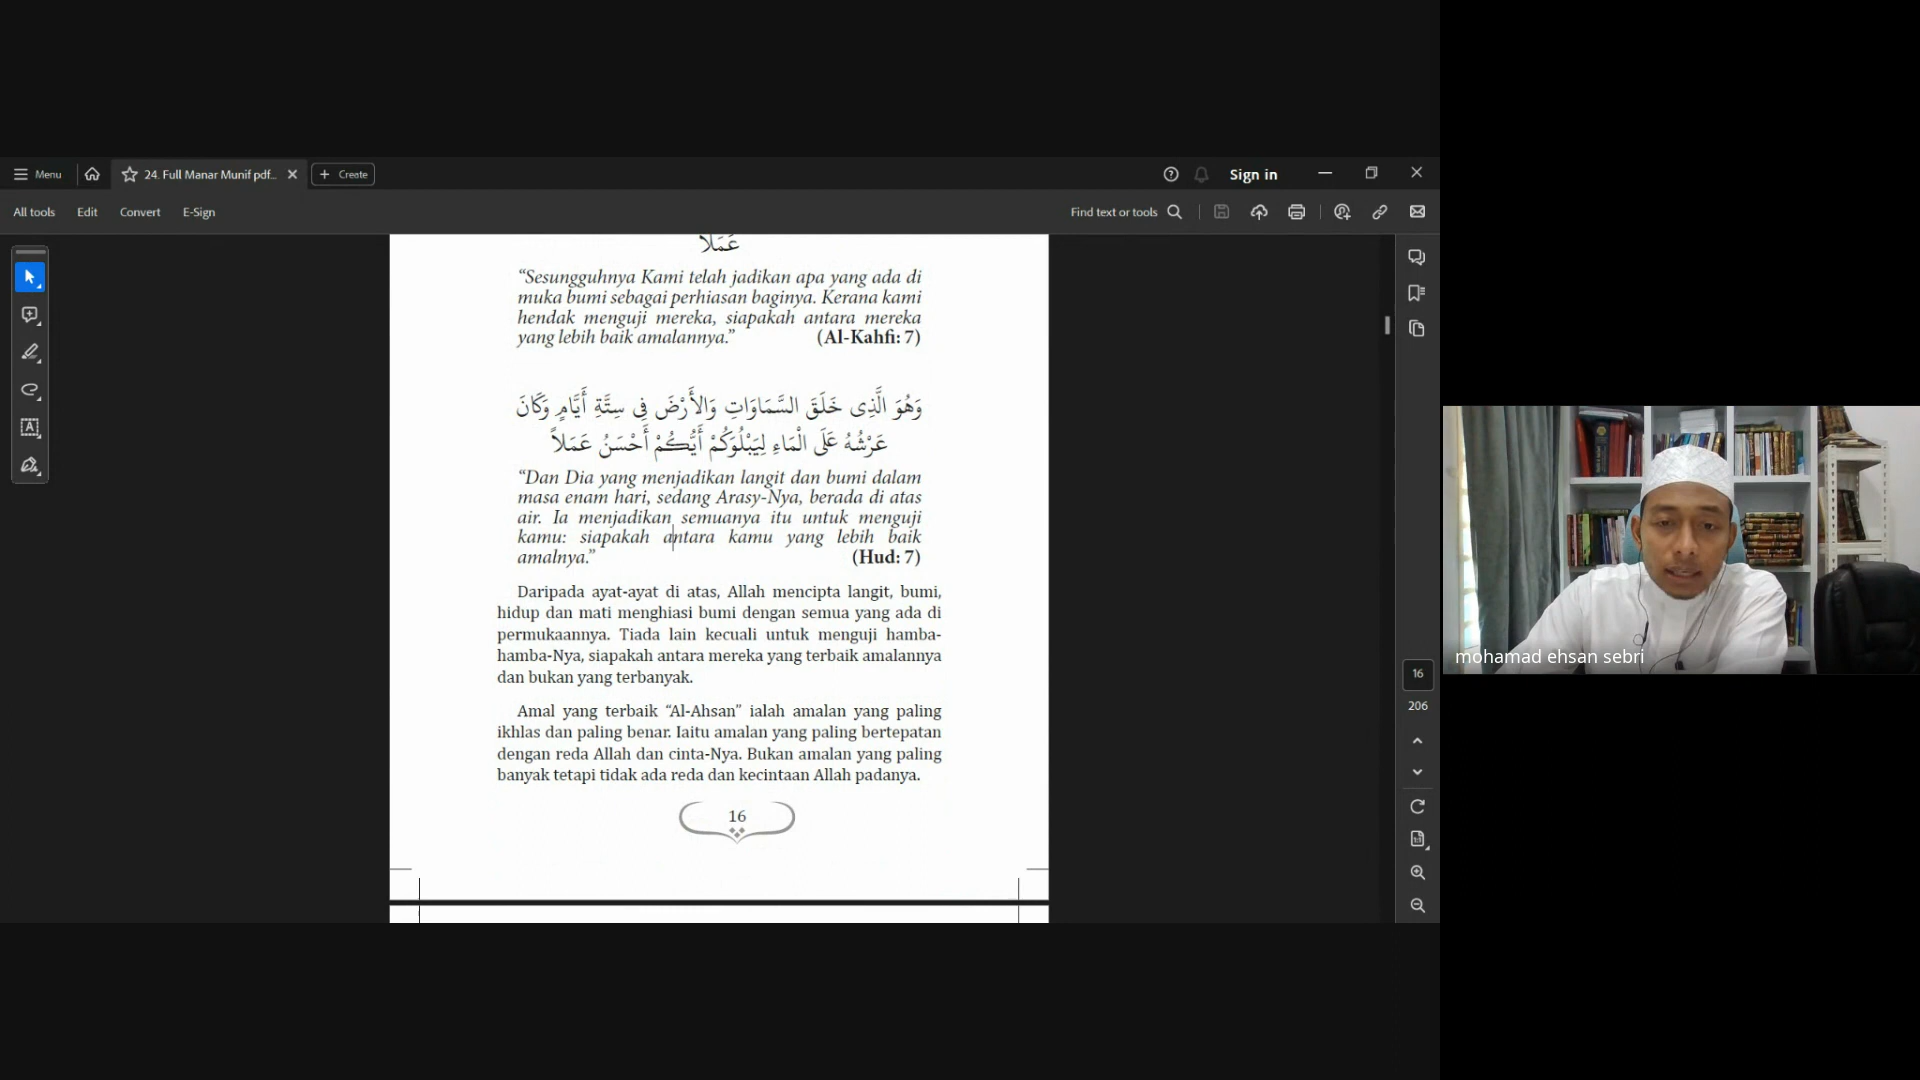 Menu
24. Full Manar Munif pdf...
Create
Sign in
All tools
Edit
Convert
E-Sign
Find text or tools
عَمَلاً
“Sesungguhnya Kami telah jadikan apa yang ada di
muka bumi sebagai perhiasan baginya. Kerana kami
hendak menguji mereka, siapakah antara mereka
yang lebih baik amalannya.” (Al-Kahfi: 7)
وَهُوَ الَّذِى خَلَقَ السَّمَاوَاتِ وَالأَرْضَ فِى سِتَّةِ أَيَّامٍ وَكَانَ
عَرْشُهُ عَلَى الْمَاءِ لِيَبْلُوَكُمْ أَيُّكُمْ أَحْسَنُ عَمَلاً
“Dan Dia yang menjadikan langit dan bumi dalam
masa enam hari, sedang Arasy-Nya, berada di atas
air. Ia menjadikan semuanya itu untuk menguji
kamu: siapakah antara kamu yang lebih baik
amalnya.” (Hud: 7)
Daripada ayat-ayat di atas, Allah mencipta langit, bumi,
hidup dan mati menghiasi bumi dengan semua yang ada di
permukaannya. Tiada lain kecuali untuk menguji hamba-
hamba-Nya, siapakah antara mereka yang terbaik amalannya
dan bukan yang terbanyak.
Amal yang terbaik “Al-Ahsan” ialah amalan yang paling
ikhlas dan paling benar. Iaitu amalan yang paling bertepatan
dengan reda Allah dan cinta-Nya. Bukan amalan yang paling
banyak tetapi tidak ada reda dan kecintaan Allah padanya.
16
16
206
mohamad ehsan sebri